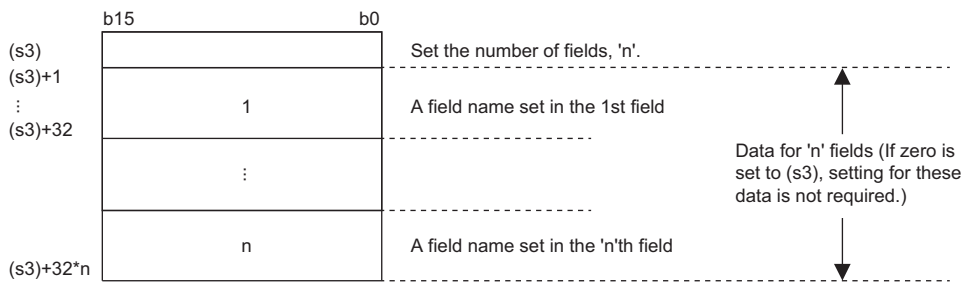 b15 b0
(s3) Set the number of fields, 'n'.
(s3)+1
⋮ 1 A field name set in the 1st field
(s3)+32
⋮
Data for 'n' fields (If zero is
set to (s3), setting for these
data is not required.)
n A field name set in the 'n'th field
(s3)+32*n